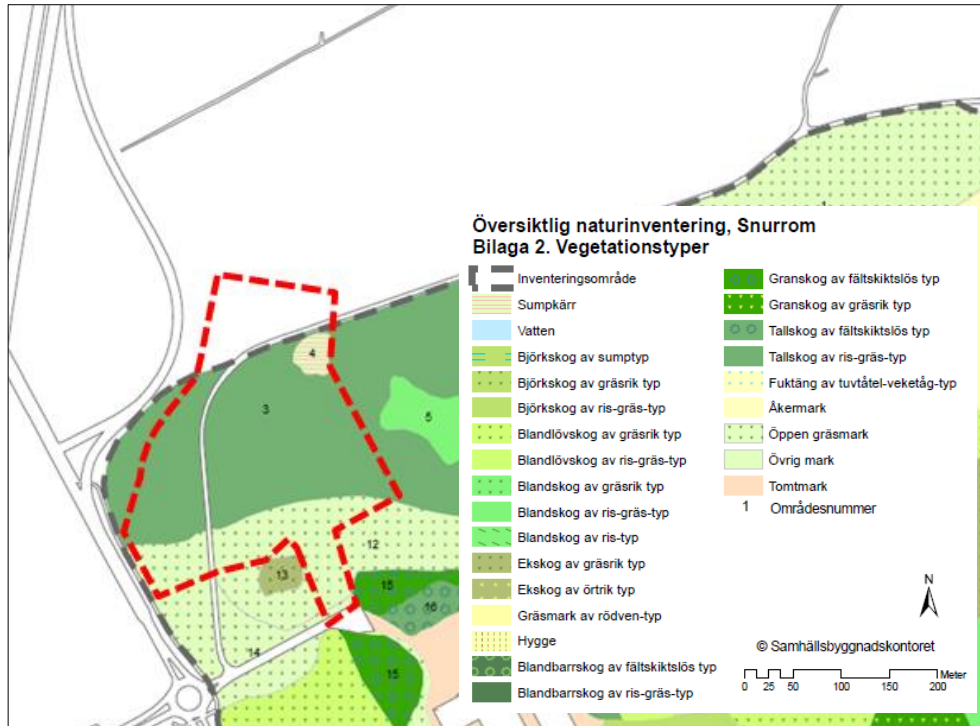 Översiktlig naturinventering, Snurrom
Bilaga 2. Vegetationstyper
Inventeringsområde
Sumpkärr
Vatten
Björkskog av sumptyp
Björkskog av gräsrik typ
Björkskog av ris-gräs-typ
Blandlövskog av gräsrik typ
Blandlövskog av ris-gräs-typ
Blandskog av gräsrik typ
Blandskog av ris-gräs-typ
Blandskog av ris-typ
Ekskog av gräsrik typ
Ekskog av örtrik typ
Gräsmark av rödven-typ
Hygge
Blandbarrskog av fältskiktslös typ
Blandbarrskog av ris-gräs-typ
Granskog av fältskiktslös typ
Granskog av gräsrik typ
Tallskog av fältskiktslös typ
Tallskog av ris-gräs-typ
Fuktäng av tuvtåtel-veketåg-typ
Åkermark
Öppen gräsmark
Övrig mark
Tomtmark
1 Områdesnummer
N
© Samhällsbyggnadskontoret
Meter
0 25 50 100 150 200
4
3
5
12
13
15
16
14
15